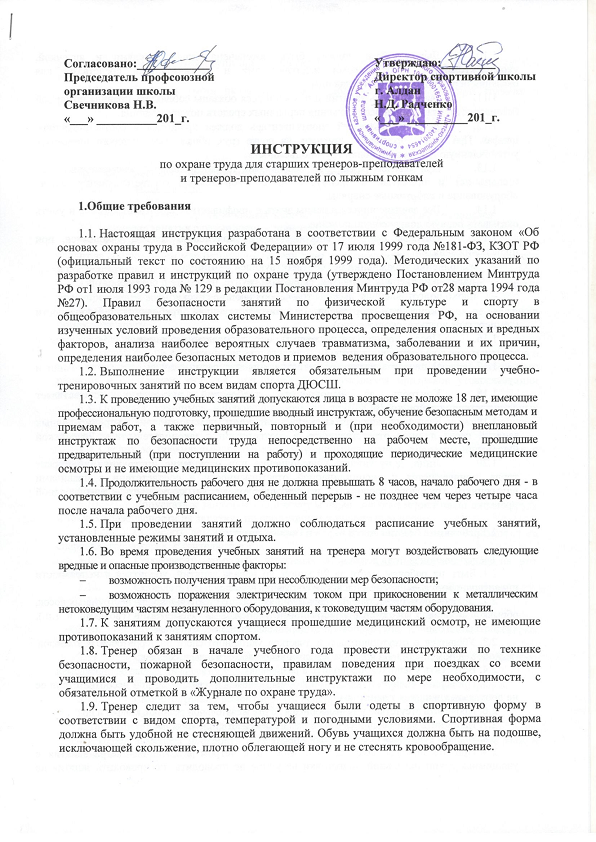 Согласовано:
Утверждаю:
Председатель профсоюзной
Директор спортивной школы
организации школы
г. Алдан
Свечникова Н.В.
Н.Д. Радченко
«___» __________201_г.
«___» __________201_г.
ИНСТРУКЦИЯ
по охране труда для старших тренеров-преподавателей
и тренеров-преподавателей по лыжным гонкам
1.Общие требования
1.1. Настоящая инструкция разработана в соответствии с Федеральным законом «Об
основах охраны труда в Российской Федерации» от 17 июля 1999 года №181-ФЗ, КЗОТ РФ
(официальный текст по состоянию на 15 ноября 1999 года). Методических указаний по
разработке правил и инструкций по охране труда (утверждено Постановлением Минтруда
РФ от1 июля 1993 года № 129 в редакции Постановления Минтруда РФ от28 марта 1994 года
№27). Правил безопасности занятий по физической культуре и спорту в
общеобразовательных школах системы Министерства просвещения РФ, на основании
изученных условий проведения образовательного процесса, определения опасных и вредных
факторов, анализа наиболее вероятных случаев травматизма, заболевании и их причин,
определения наиболее безопасных методов и приемов ведения образовательного процесса.
1.2. Выполнение инструкции является обязательным при проведении учебно-
тренировочных занятий по всем видам спорта ДЮСШ.
1.3. К проведению учебных занятий допускаются лица в возрасте не моложе 18 лет, имеющие
профессиональную подготовку, прошедшие вводный инструктаж, обучение безопасным методам и
приемам работ, а также первичный, повторный и (при необходимости) внеплановый
инструктаж по безопасности труда непосредственно на рабочем месте, прошедшие
предварительный (при поступлении на работу) и проходящие периодические медицинские
осмотры и не имеющие медицинских противопоказаний.
1.4. Продолжительность рабочего дня не должна превышать 8 часов, начало рабочего дня - в
соответствии с учебным расписанием, обеденный перерыв - не позднее чем через четыре часа
после начала рабочего дня.
1.5. При проведении занятий должно соблюдаться расписание учебных занятий,
установленные режимы занятий и отдыха.
1.6. Во время проведения учебных занятий на тренера могут воздействовать следующие
вредные и опасные производственные факторы:
– возможность получения травм при несоблюдении мер безопасности;
– возможность поражения электрическим током при прикосновении к металлическим
нетоковедущим частям незануленного оборудования, к токоведущим частям оборудования.
1.7. К занятиям допускаются учащиеся прошедшие медицинский осмотр, не имеющие
противопоказаний к занятиям спортом.
1.8. Тренер обязан в начале учебного года провести инструктажи по технике
безопасности, пожарной безопасности, правилам поведения при поездках со всеми
учащимися и проводить дополнительные инструктажи по мере необходимости, с
обязательной отметкой в «Журнале по охране труда».
1.9. Тренер следит за тем, чтобы учащиеся были одеты в спортивную форму в
соответствии с видом спорта, температурой и погодными условиями. Спортивная форма
должна быть удобной не стесняющей движений. Обувь учащихся должна быть на подошве,
исключающей скольжение, плотно облегающей ногу и не стеснять кровообращение.